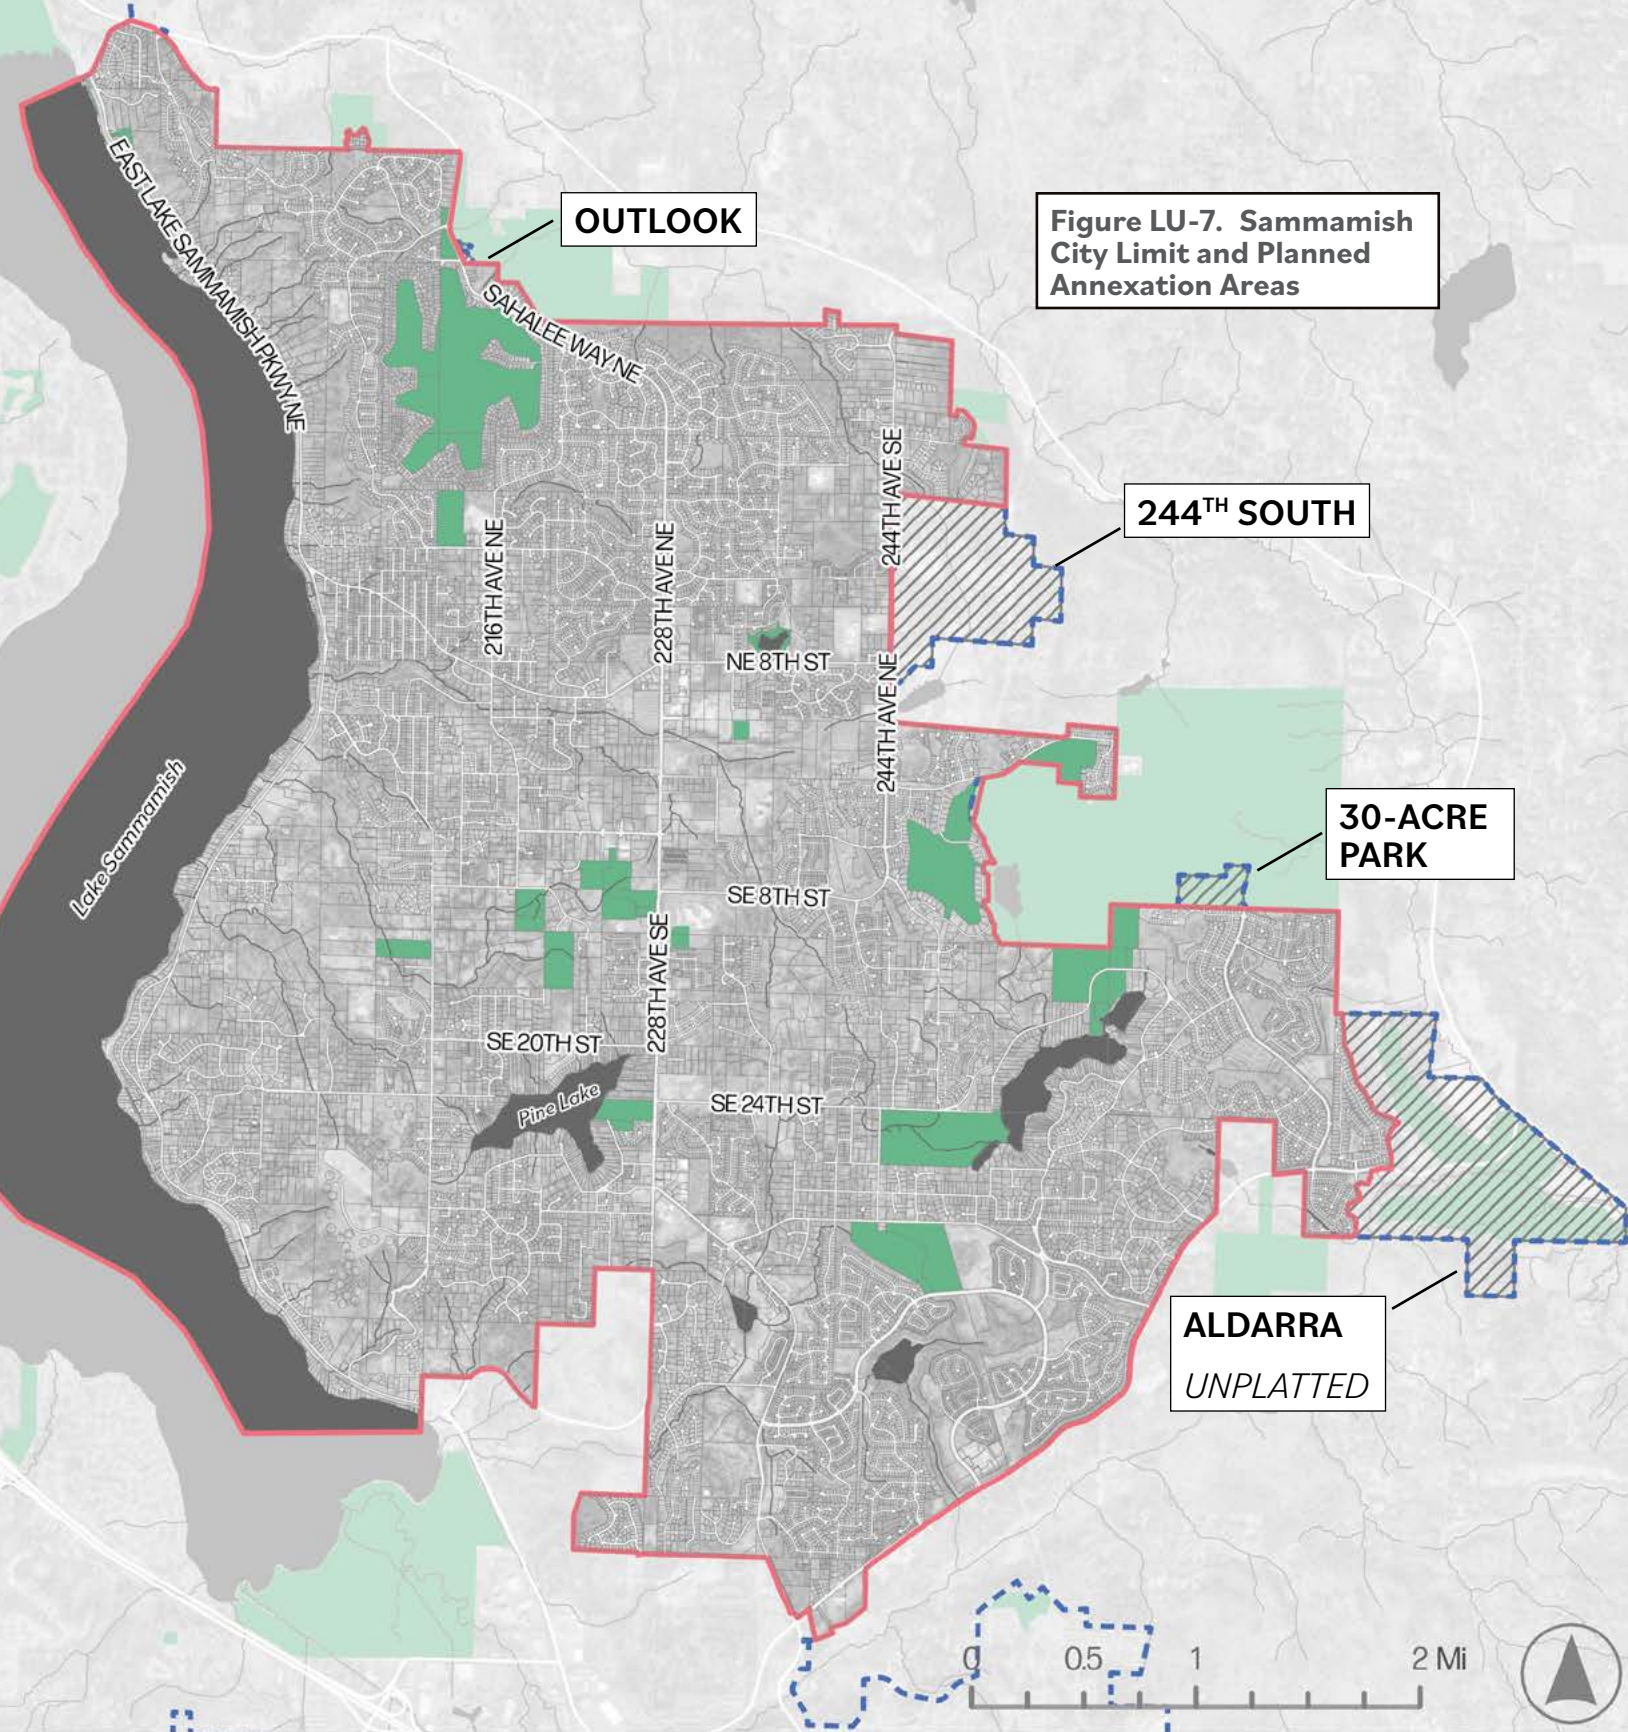 OUTLOOK
Figure LU-7. Sammamish
City Limit and Planned
Annexation Areas
EAST LAKE SAMMAMISH PKWY NE
SAHALEE WAY NE
244TH AVE SE
244TH SOUTH
216TH AVE NE
228TH AVE NE
NE 8TH ST
244TH AVE NE
Lake Sammamish
30-ACRE
PARK
SE 8TH ST
228TH AVE SE
SE 20TH ST
Pine Lake
SE 24TH ST
ALDARRA
UNPLATTED
0 0.5 1 2 Mi